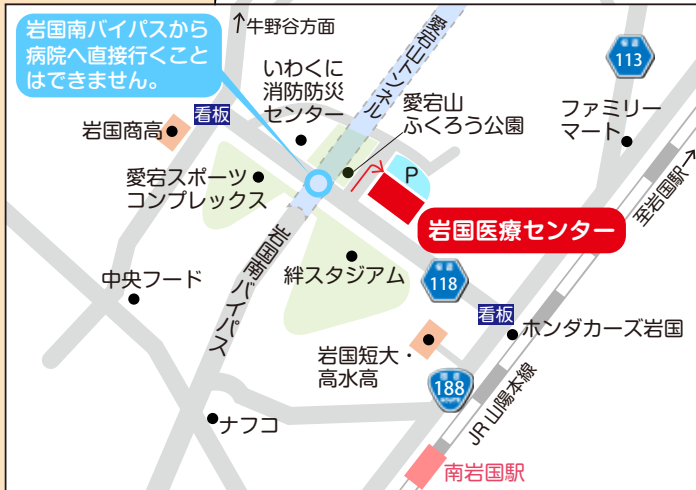 岩国南バイパスから
病院へ直接行くこと
はできません。
↑牛野谷方面
愛宕山トンネル
113
いわくに
消防防災
センター
愛宕山
ふくろう公園
ファミリー
マート
看板
岩国商高
P
至岩国駅→
愛宕スポーツ
コンプレックス
岩国医療センター
岩国南バイパス
絆スタジアム
118
中央フード
看板
ホンダカーズ岩国
岩国短大・
高水高
188
JR山陽本線
ナフコ
南岩国駅